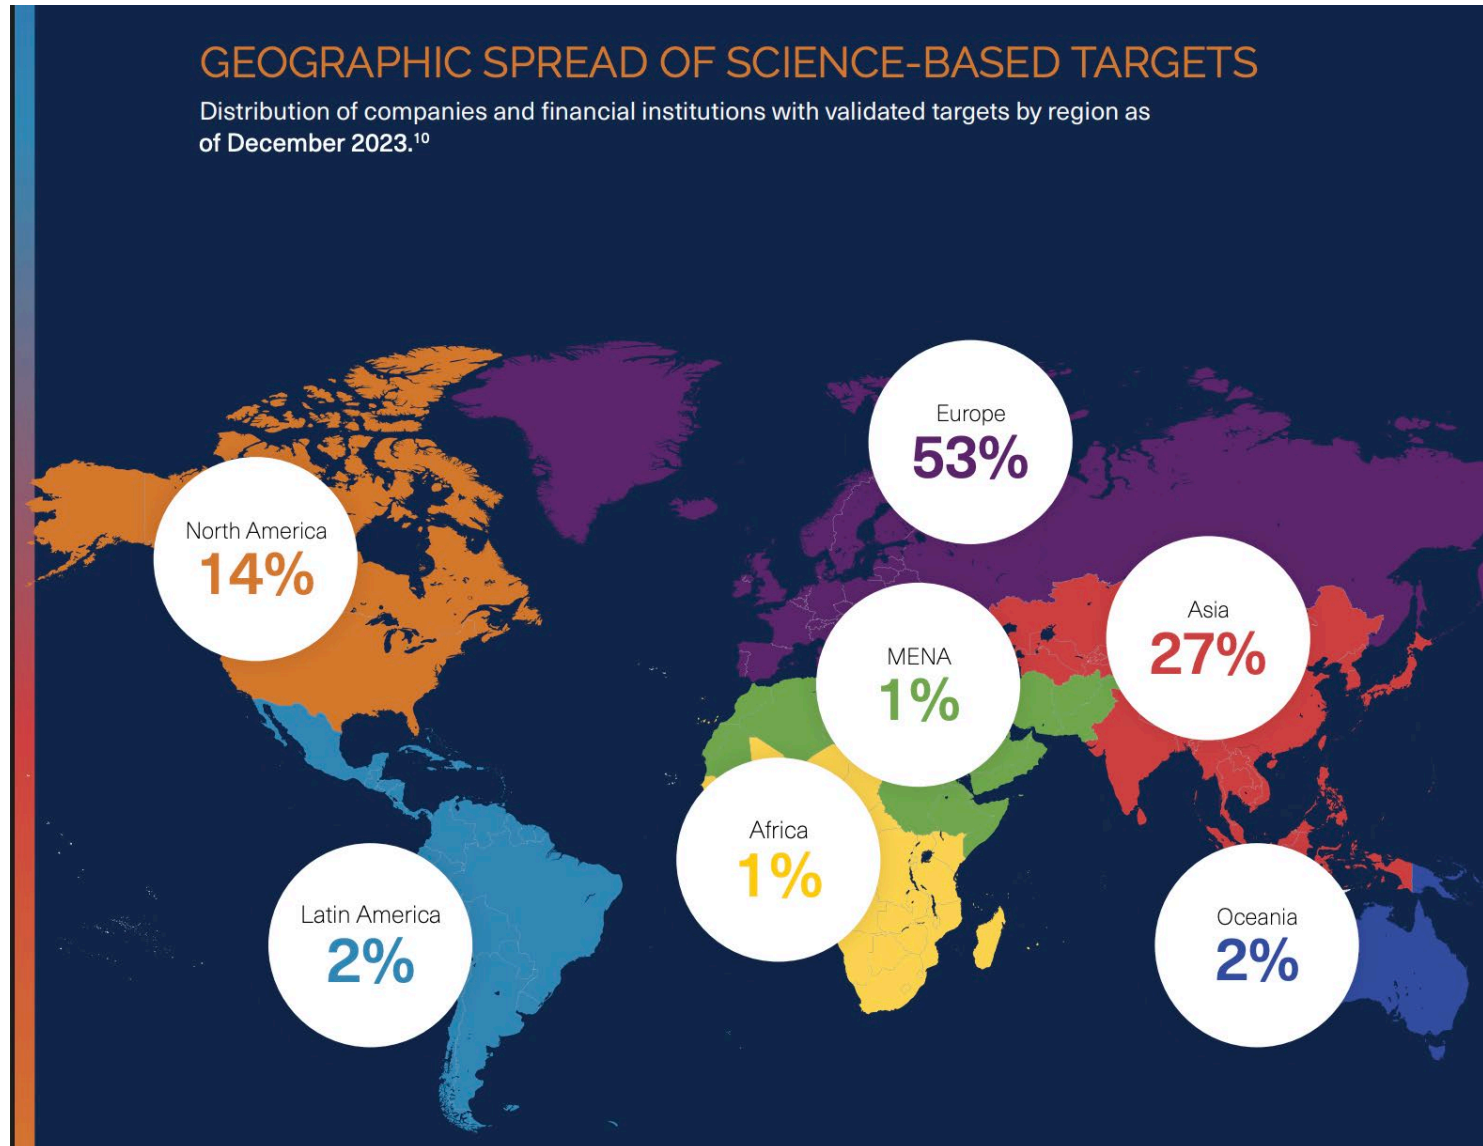 GEOGRAPHIC SPREAD OF SCIENCE-BASED TARGETS
Distribution of companies and financial institutions with validated targets by region as
of December 2023.¹⁰
Europe
53%
North America
14%
Asia
27%
MENA
1%
Africa
1%
Latin America
2%
Oceania
2%